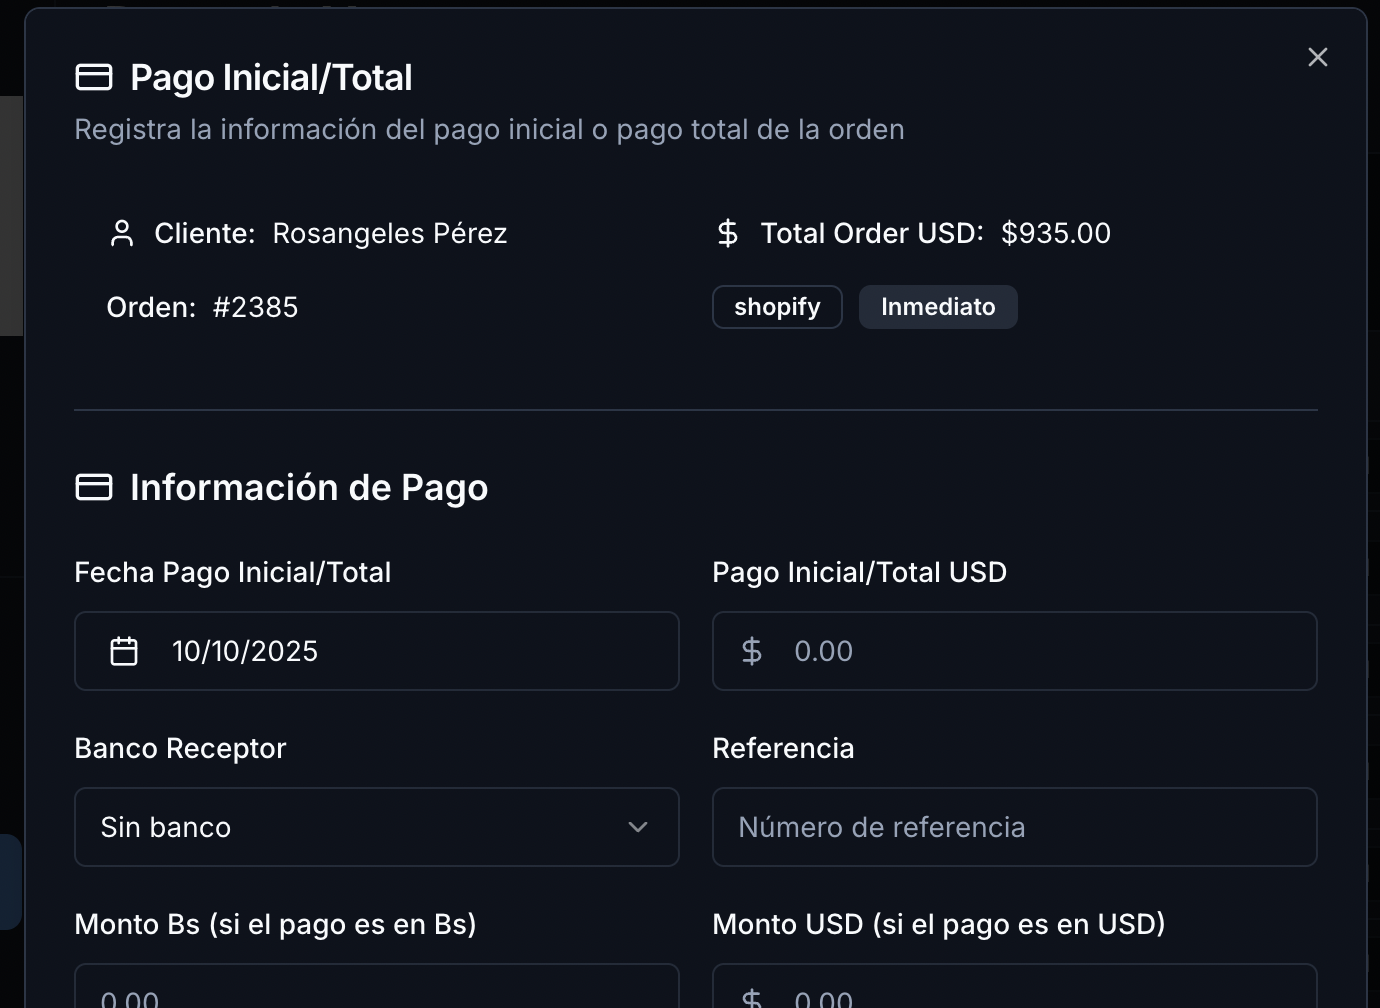 Pago Inicial/Total
Registra la información del pago inicial o pago total de la orden
Cliente: Rosangeles Pérez
Total Order USD: $935.00
Orden: #2385
shopify
Inmediato
Información de Pago
Fecha Pago Inicial/Total
Pago Inicial/Total USD
10/10/2025
$ 0.00
Banco Receptor
Referencia
Sin banco
Número de referencia
Monto Bs (si el pago es en Bs)
Monto USD (si el pago es en USD)
0.00
$ 0.00